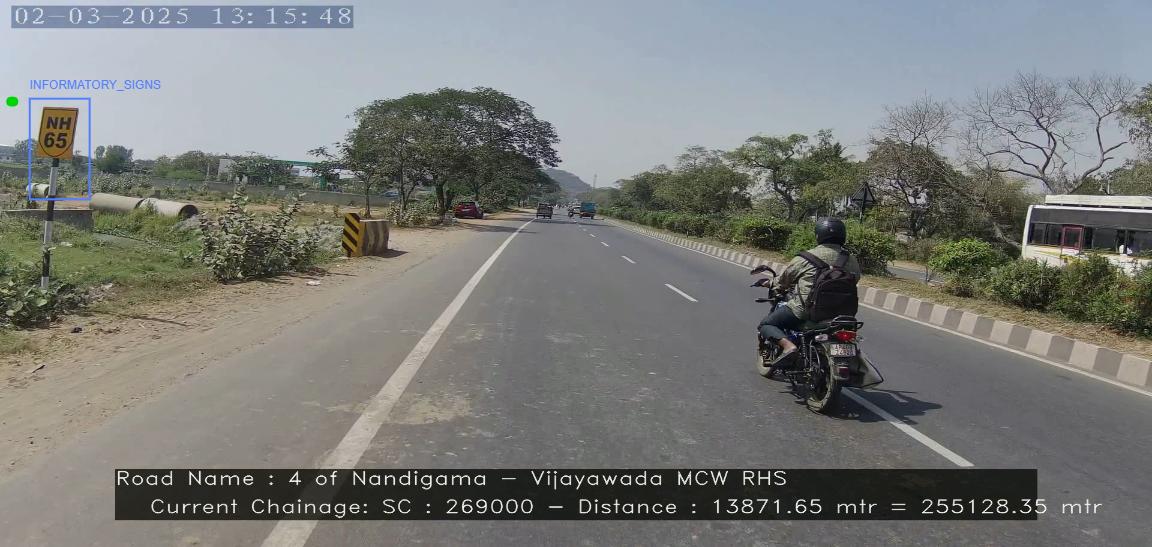 02-03-2025 13:15:48
INFORMATORY_SIGNS
NH
65
Road Name : 4 of Nandigama - Vijayawada MCW RHS
Current Chainage: SC : 269000 - Distance : 13871.65 mtr = 255128.35 mtr